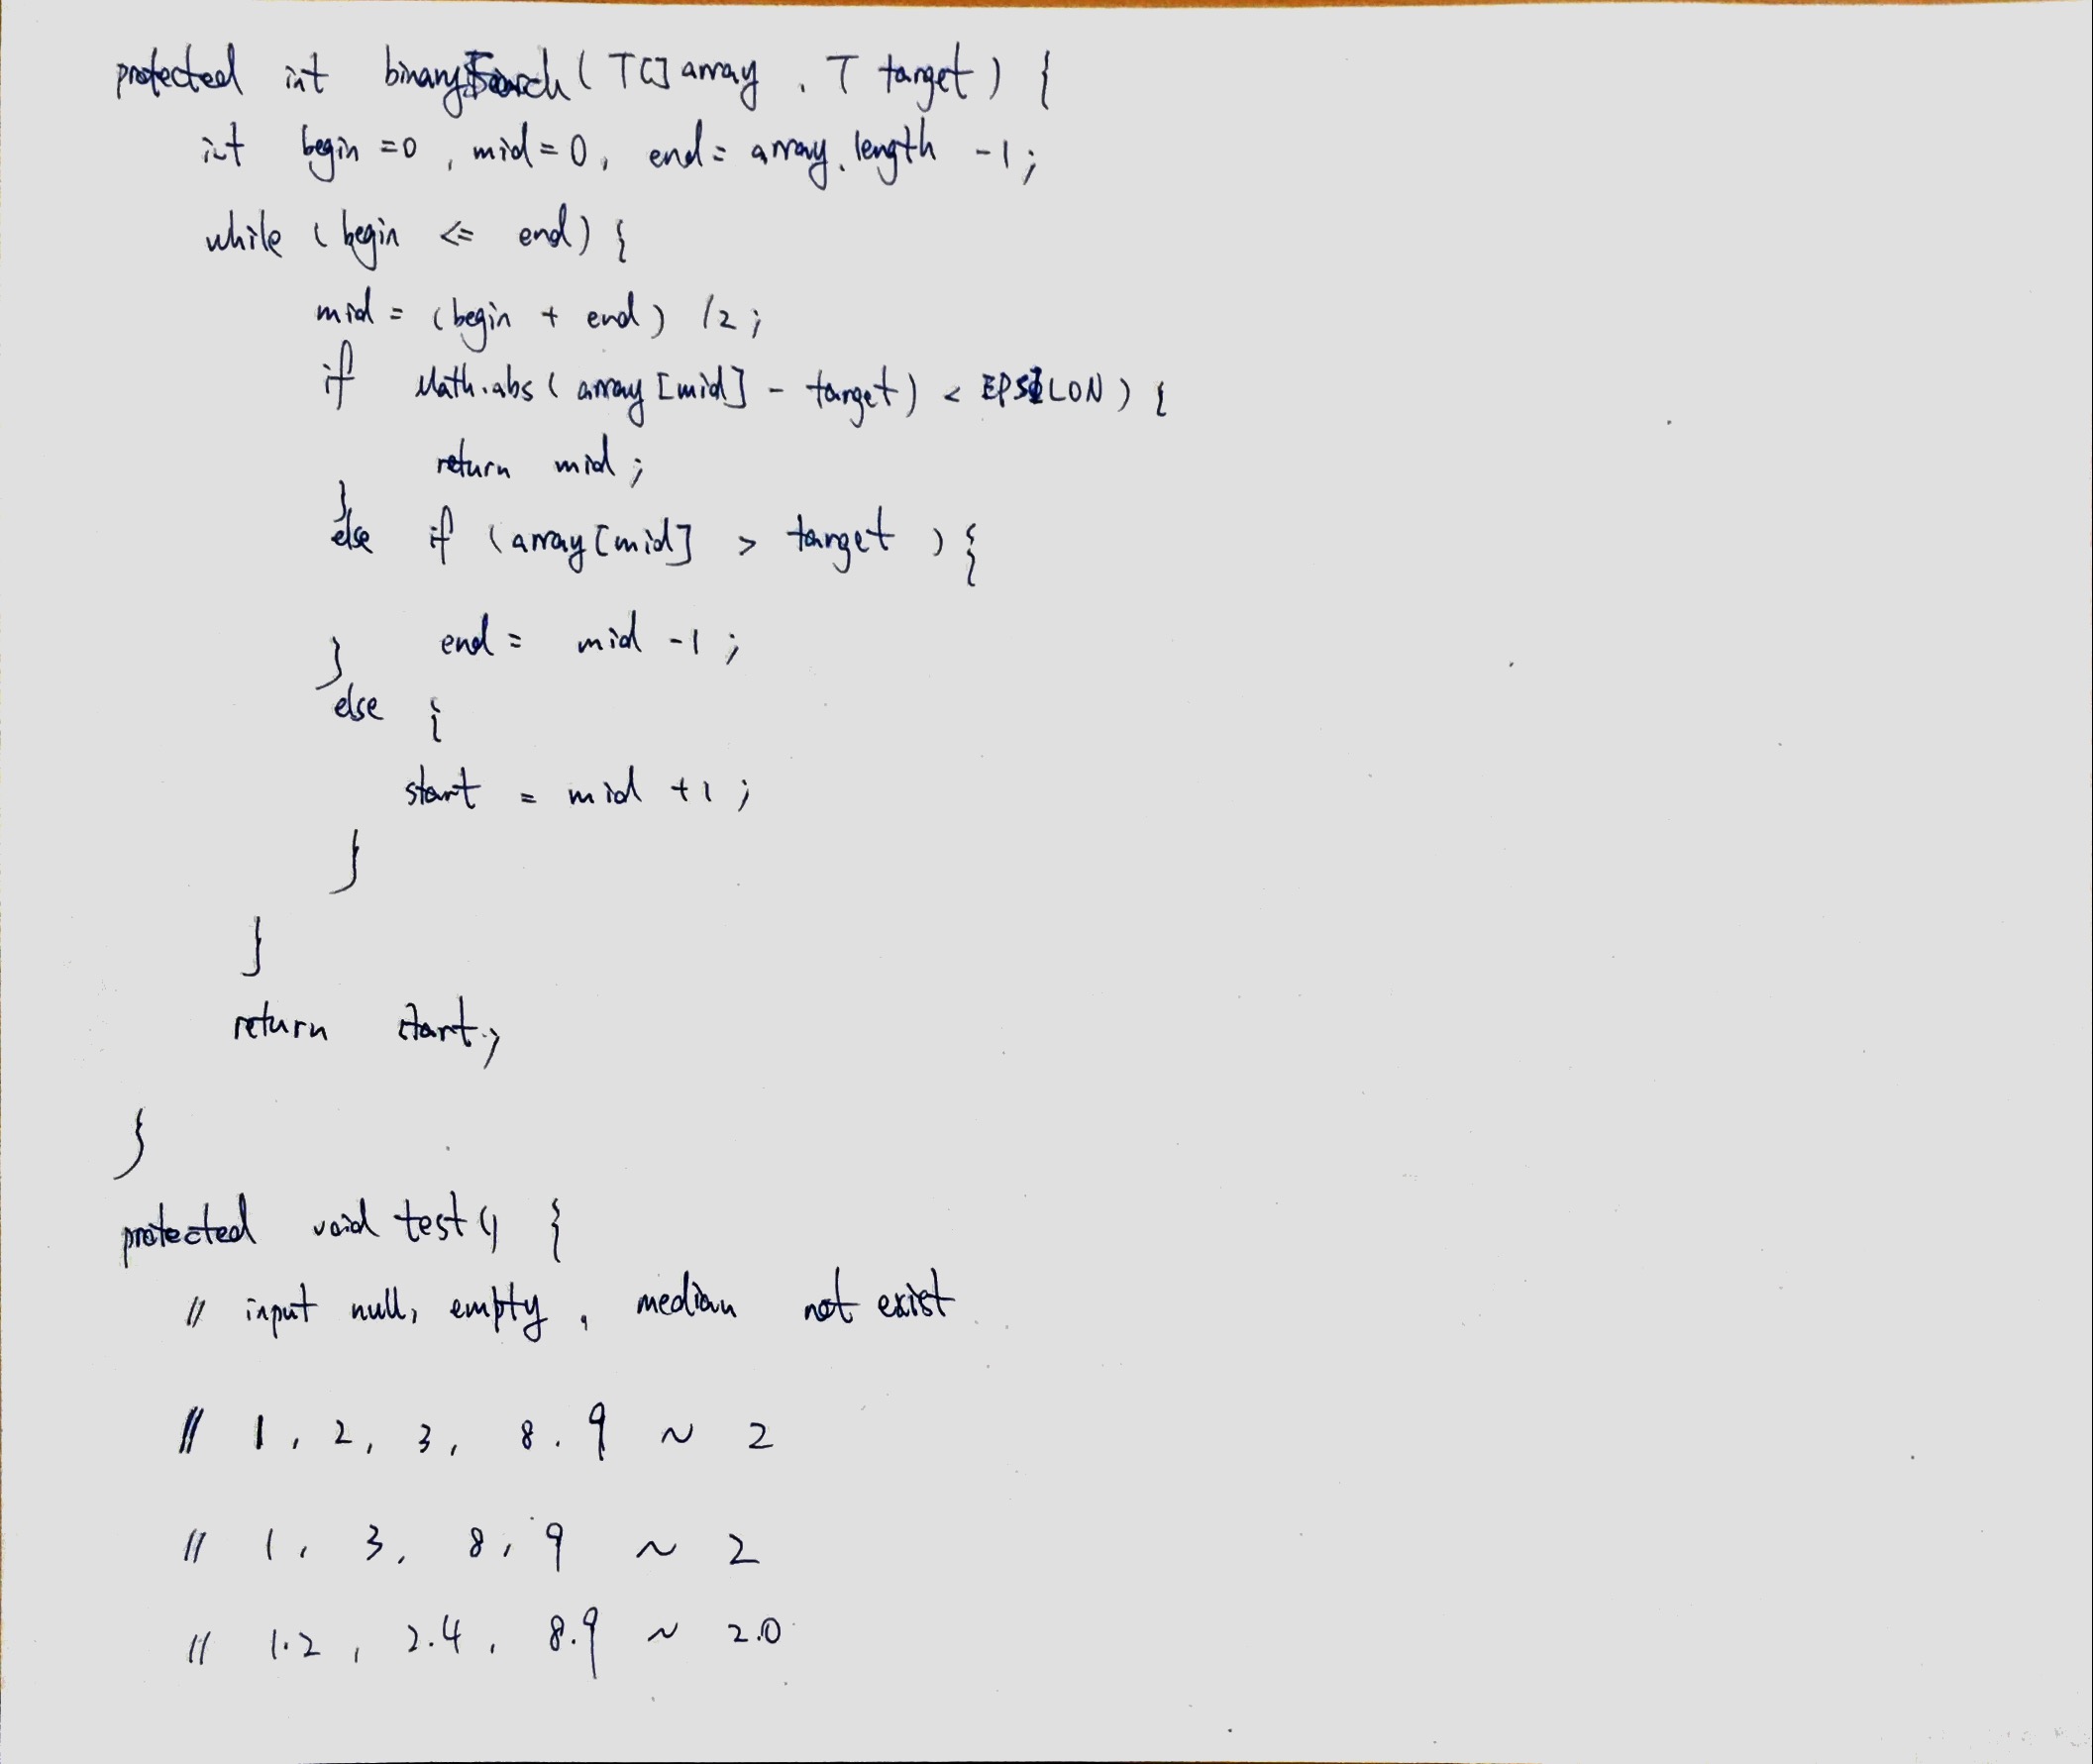 protected int binarySearch ( T[] array , T target ) {
int begin = 0 , mid = 0 , end = array.length - 1 ;
while ( begin <= end ) {
mid = ( begin + end ) / 2 ;
if Math.abs ( array [mid] - target ) < EPSILON ) {
return mid ;
}
else if ( array [mid] > target ) {
end = mid - 1 ;
}
else {
start = mid + 1 ;
}
}
return start ;
}
protected void test () {
// input null, empty , median not exist
// 1 , 2 , 3 , 8 . 9 ~ 2
// 1 , 3 , 8 , 9 ~ 2
// 1.2 , 2.4 , 8.9 ~ 2.0